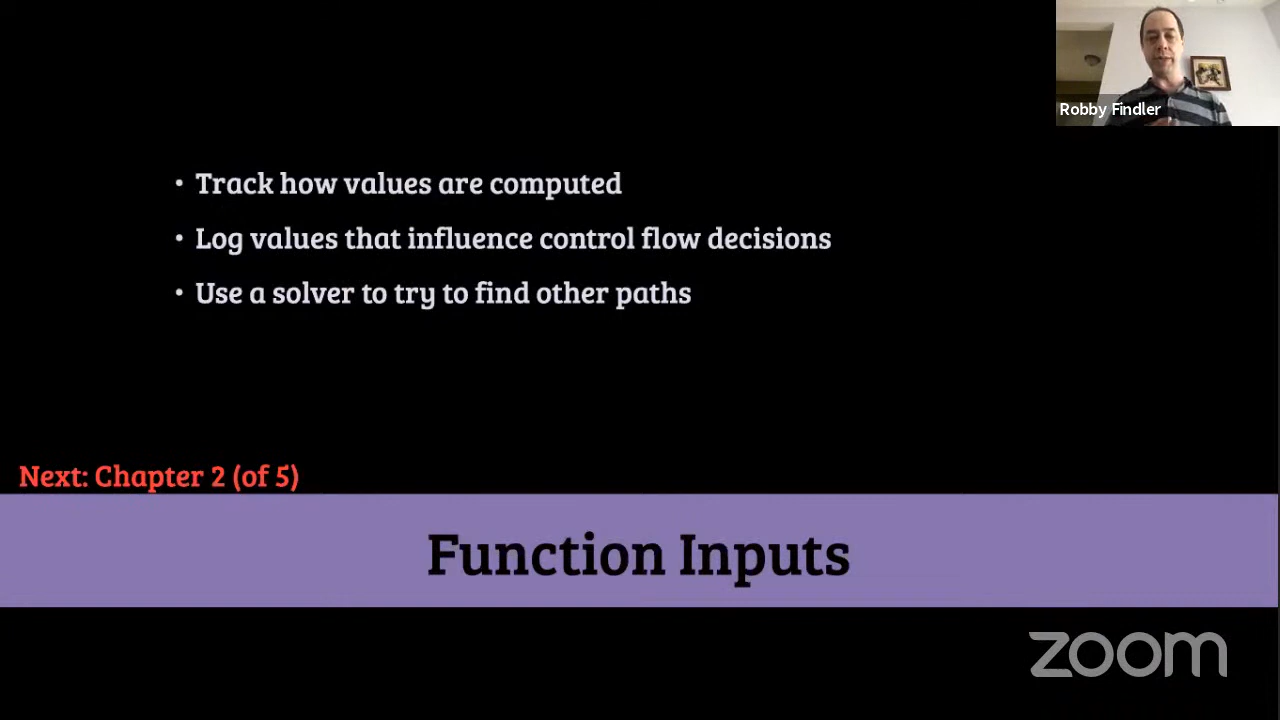 Robby Findler
• Track how values are computed
• Log values that influence control flow decisions
• Use a solver to try to find other paths
Next: Chapter 2 (of 5)
Function Inputs
zoom